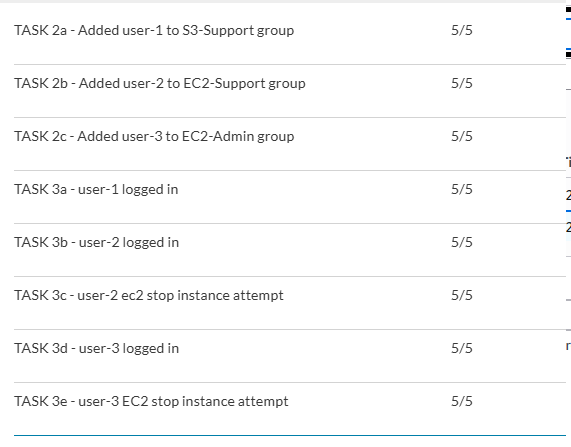 TASK 2a - Added user-1 to S3-Support group 5/5
TASK 2b - Added user-2 to EC2-Support group 5/5
TASK 2c - Added user-3 to EC2-Admin group 5/5
TASK 3a - user-1 logged in 5/5
TASK 3b - user-2 logged in 5/5
TASK 3c - user-2 ec2 stop instance attempt 5/5
TASK 3d - user-3 logged in 5/5
TASK 3e - user-3 EC2 stop instance attempt 5/5